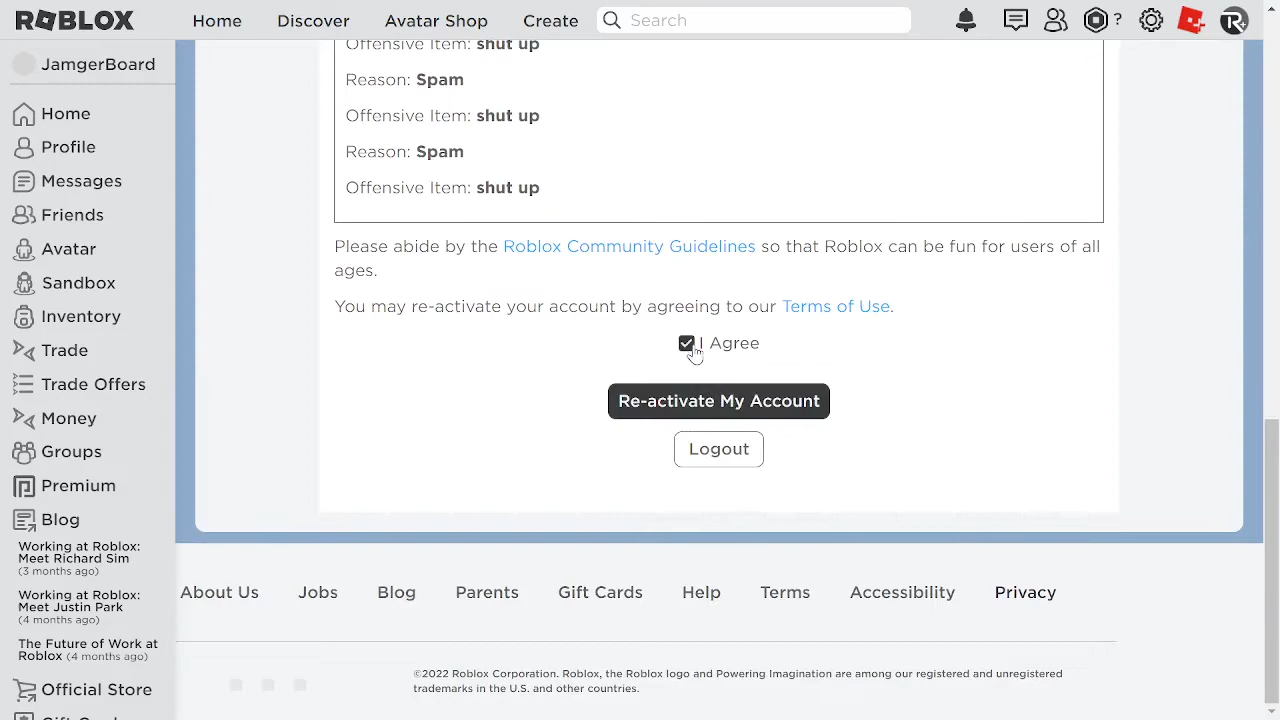 ROBLOX
Home
Discover
Avatar Shop
Create
Search
?
JamgerBoard
Home
Profile
Messages
Friends
Avatar
Sandbox
Inventory
Trade
Trade Offers
Money
Groups
Premium
Blog
Working at Roblox:
Meet Richard Sim
(3 months ago)
Working at Roblox:
Meet Justin Park
(4 months ago)
The Future of Work at
Roblox (4 months ago)
Official Store
Offensive Item: shut up
Reason: Spam
Offensive Item: shut up
Reason: Spam
Offensive Item: shut up
Please abide by the Roblox Community Guidelines so that Roblox can be fun for users of all
ages.
You may re-activate your account by agreeing to our Terms of Use.
I Agree
Re-activate My Account
Logout
About Us
Jobs
Blog
Parents
Gift Cards
Help
Terms
Accessibility
Privacy
©2022 Roblox Corporation. Roblox, the Roblox logo and Powering Imagination are among our registered and unregistered
trademarks in the U.S. and other countries.